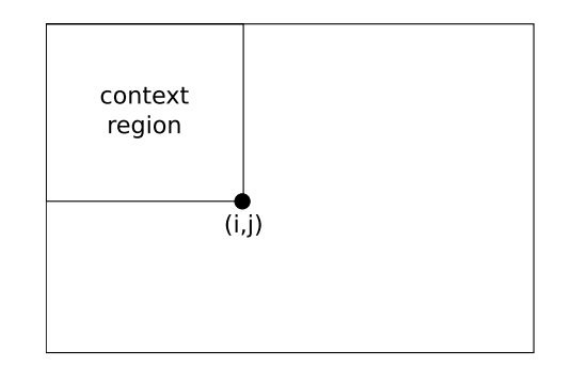 context
region
(i,j)